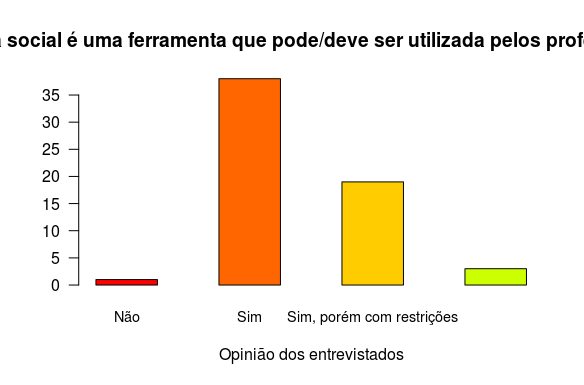 social é uma ferramenta que pode/deve ser utilizada pelos
35
30
25
20
15
10
5
0
Não
Sim
Sim, porém com restrições
Opinião dos entrevistados